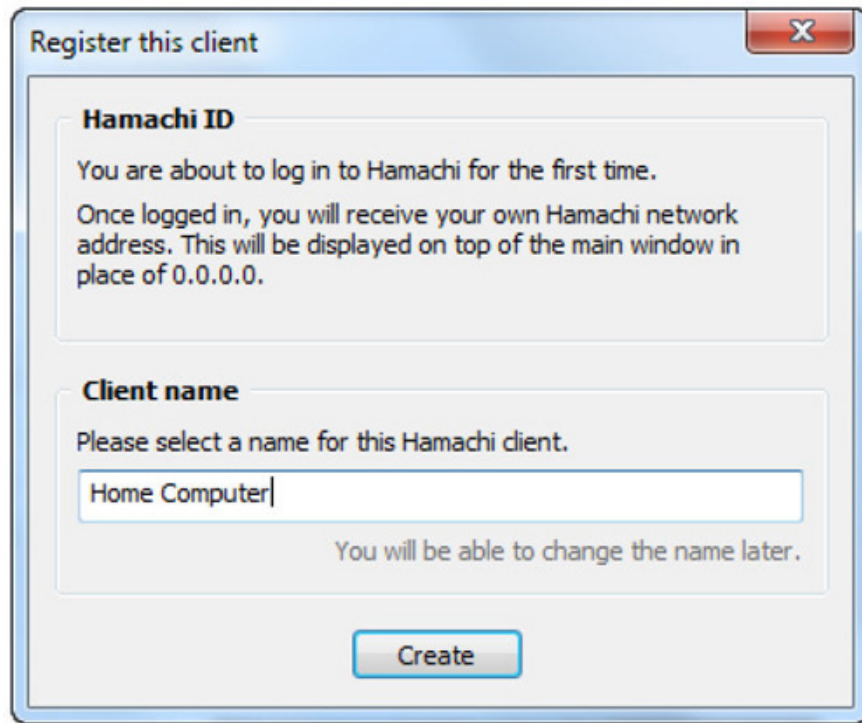 Register this client
Hamachi ID
You are about to log in to Hamachi for the first time.
Once logged in, you will receive your own Hamachi network
address. This will be displayed on top of the main window in
place of 0.0.0.0.
Client name
Please select a name for this Hamachi client.
Home Computer
You will be able to change the name later.
Create